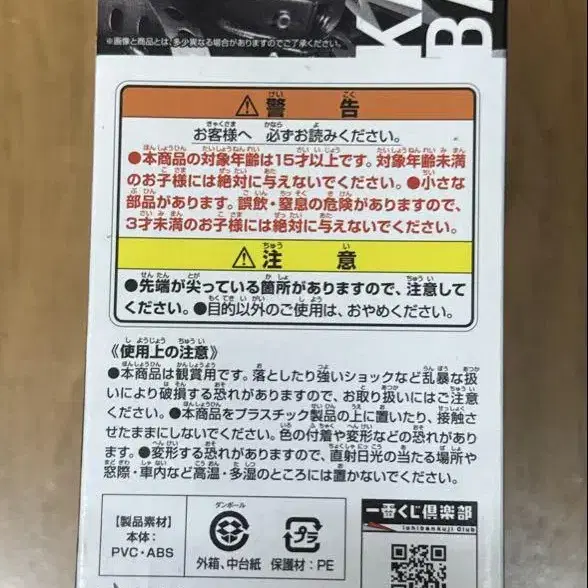 ※画像と商品とは、多少異なる場合がありますのでご了承ください。
KI
BA
⚠警告
お客様へ 必ずお読みください。
●本商品の対象年齢は15才以上です。対象年齢未満
のお子様には絶対に与えないでください。●小さな
部品があります。誤飲・窒息の危険がありますので、
3才未満のお子様には絶対に与えないでください。
⚠注意
●先端が尖っている箇所がありますので、注意して
ください。●目的以外のご使用は、おやめください。
《使用上の注意》
●本商品は観賞用です。落としたり強いショックなど乱暴な扱
いにより破損する恐れがありますので、お取り扱いにはご注意
ください。●本商品をプラスチック製品の上に置いたり、接触さ
せたままにしないでください。色の付着や変形などの恐れがあり
ます。●変形する恐れがありますので、直射日光の当たる場所や
窓際・車内など高温・多湿のところには置かないでください。
【製品素材】
本体:
PVC・ABS
ダンボール
外箱、中台紙
プラ
保護材:PE
一番くじ倶楽部
Ichibankuji Club